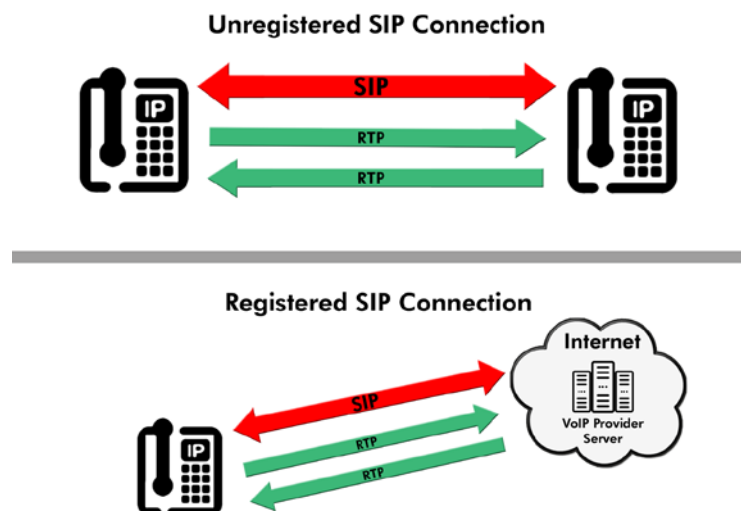 Unregistered SIP Connection
IP
SIP
IP
RTP
RTP
Registered SIP Connection
Internet
VoIP Provider
Server
SIP
RTP
RTP
IP